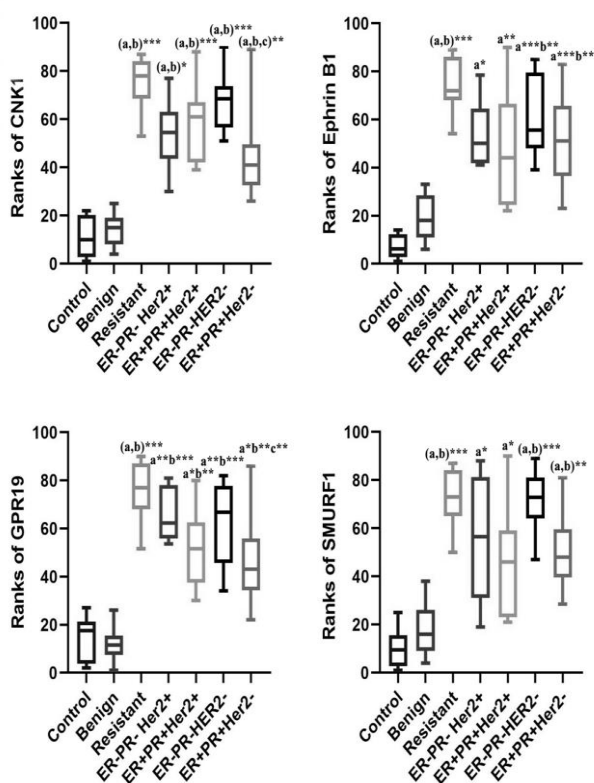 (a,b)***
(a,b)*
(a,b)***
(a,b)***
(a,b,c)**
Ranks of CNK1
100
80
60
40
20
0
Control
Benign
Resistant
ER-PR- Her2+
ER+PR+Her2+
ER-PR-HER2-
ER+PR+Her2-
(a,b)***
a*
a**
a***b**
a***b**
Ranks of Ephrin B1
100
80
60
40
20
0
Control
Benign
Resistant
ER-PR- Her2+
ER+PR+Her2+
ER-PR-HER2-
ER+PR+Her2-
(a,b)***
a**b***
a*b**
a**b***
a*b**c**
Ranks of GPR19
100
80
60
40
20
0
Control
Benign
Resistant
ER-PR- Her2+
ER+PR+Her2+
ER-PR-HER2-
ER+PR+Her2-
(a,b)***
a*
a*
(a,b)***
(a,b)**
Ranks of SMURF1
100
80
60
40
20
0
Control
Benign
Resistant
ER-PR- Her2+
ER+PR+Her2+
ER-PR-HER2-
ER+PR+Her2-